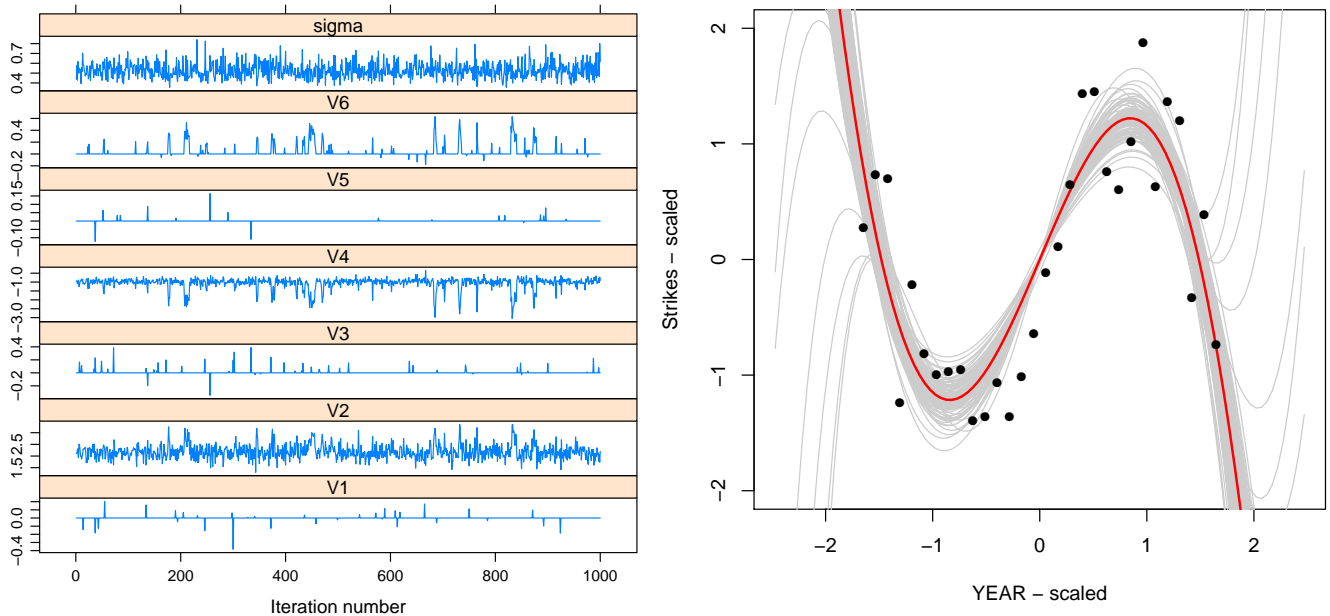 sigma
0.4 0.7
V6
−0.2 0.4
V5
−0.10 0.15
V4
−3.0 −1.0
V3
−0.2 0.4
V2
1.5 2.5
V1
−0.4 0.0
0 200 400 600 800 1000
Iteration number
Strikes − scaled
2
1
0
−1
−2
−2 −1 0 1 2
YEAR − scaled